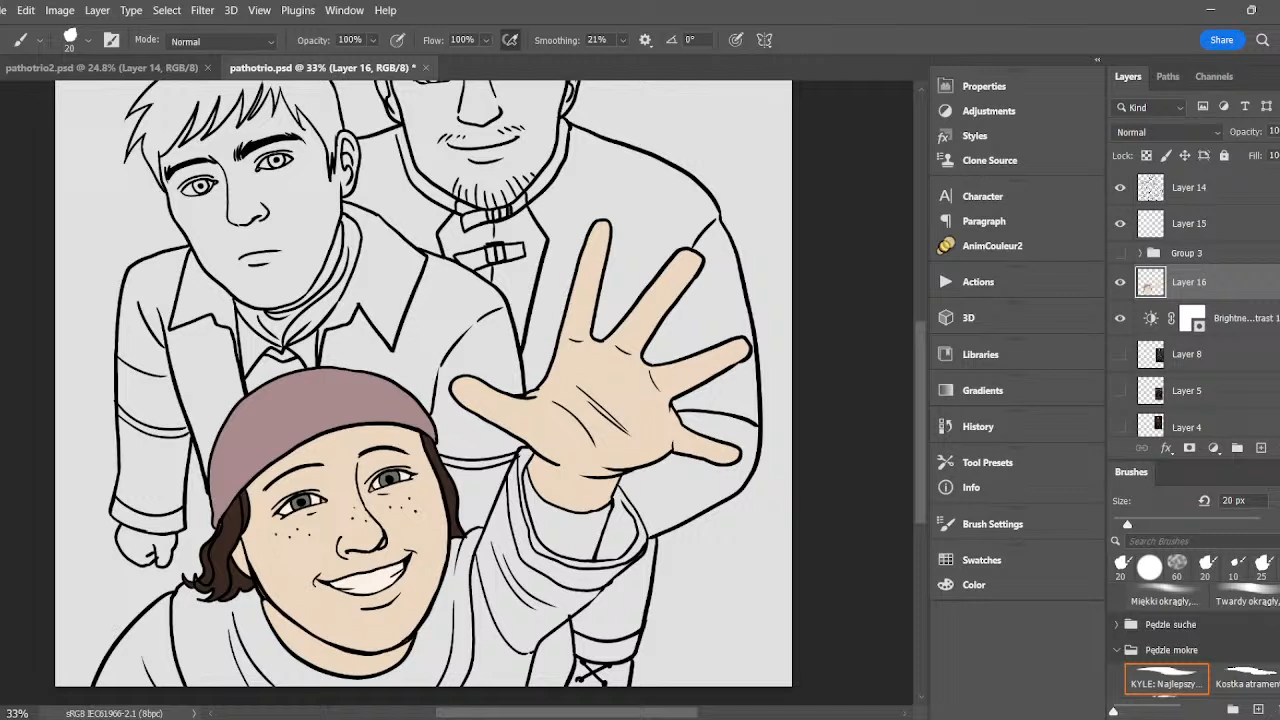 Edit Image Layer Type Select Filter 3D View Plugins Window Help
20 Mode: Normal Opacity: 100% Flow: 100% Smoothing: 21% 0° Share
pathotrio2.psd @ 24.8% (Layer 14, RGB/8) × pathotrio.psd @ 33% (Layer 16, RGB/8) * ×
Properties
Adjustments
Styles
Clone Source
Character
Paragraph
AnimCouleur2
Actions
3D
Libraries
Gradients
History
Tool Presets
Info
Brush Settings
Swatches
Color
Layers Paths Channels
Kind
Normal Opacity: 10
Lock: Fill: 10
Layer 14
Layer 15
Group 3
Layer 16
Brightne...trast 1
Layer 8
Layer 5
Layer 4
fx
Brushes
Size: 20 px
Search Brushes
20 60 20 10 25
Miękki okrągły,... Twardy okrągły,
Pędzle suche
Pędzle mokre
KYLE: Najlepszy... Kostka atrament
33% sRGB IEC61966-2.1 (8bpc)